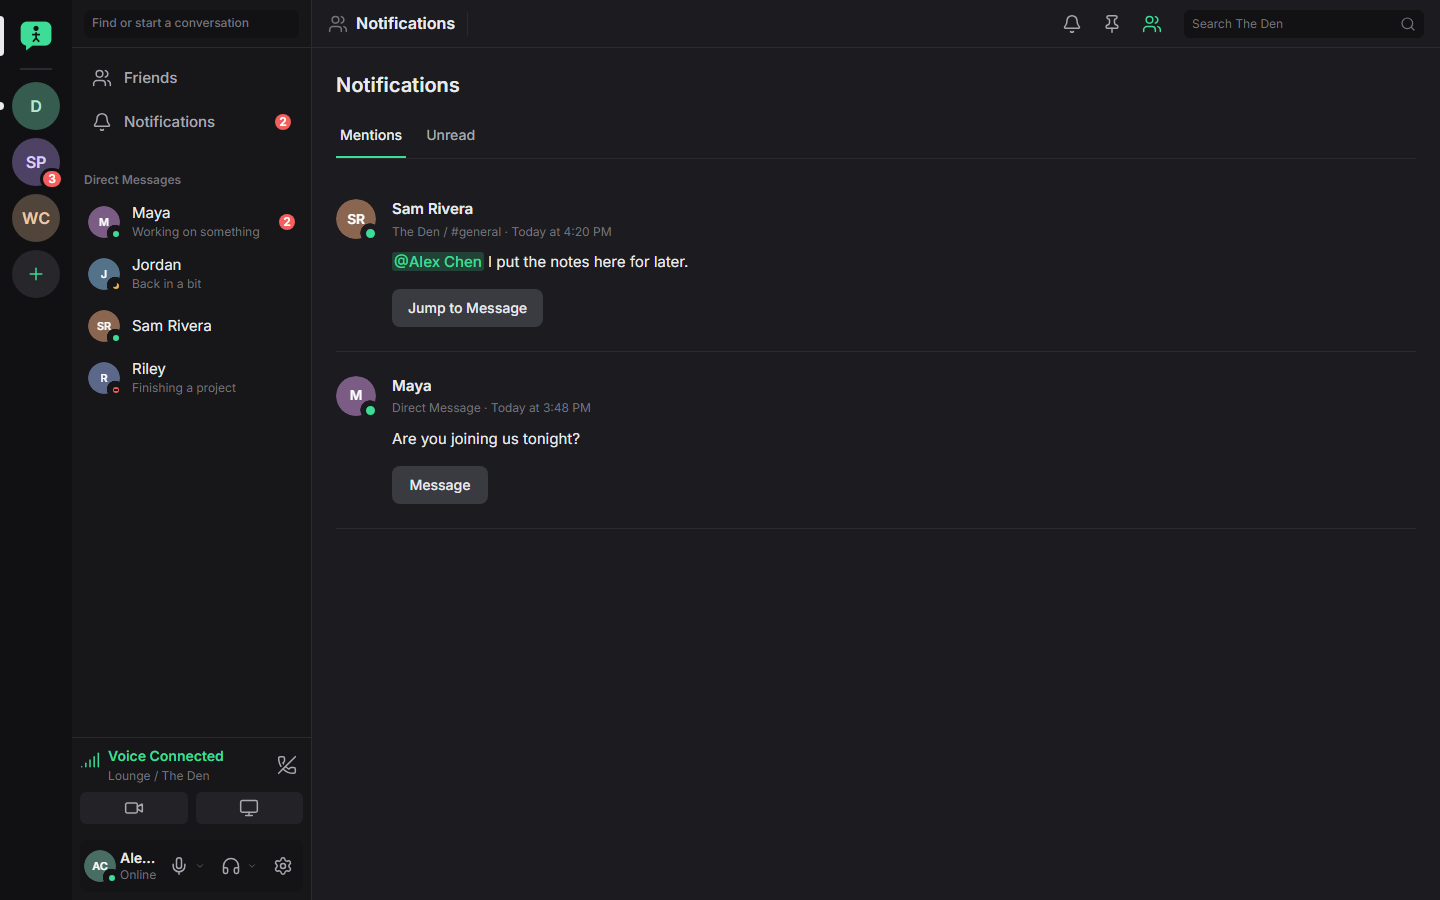 Find or start a conversation
Notifications
Search The Den
D
SP
3
WC
Friends
Notifications
2
Direct Messages
M
Maya
Working on something
2
J
Jordan
Back in a bit
SR
Sam Rivera
R
Riley
Finishing a project
Voice Connected
Lounge / The Den
AC
Ale...
Online
Notifications
Mentions
Unread
SR
Sam Rivera
The Den / #general · Today at 4:20 PM
@Alex Chen I put the notes here for later.
Jump to Message
M
Maya
Direct Message · Today at 3:48 PM
Are you joining us tonight?
Message